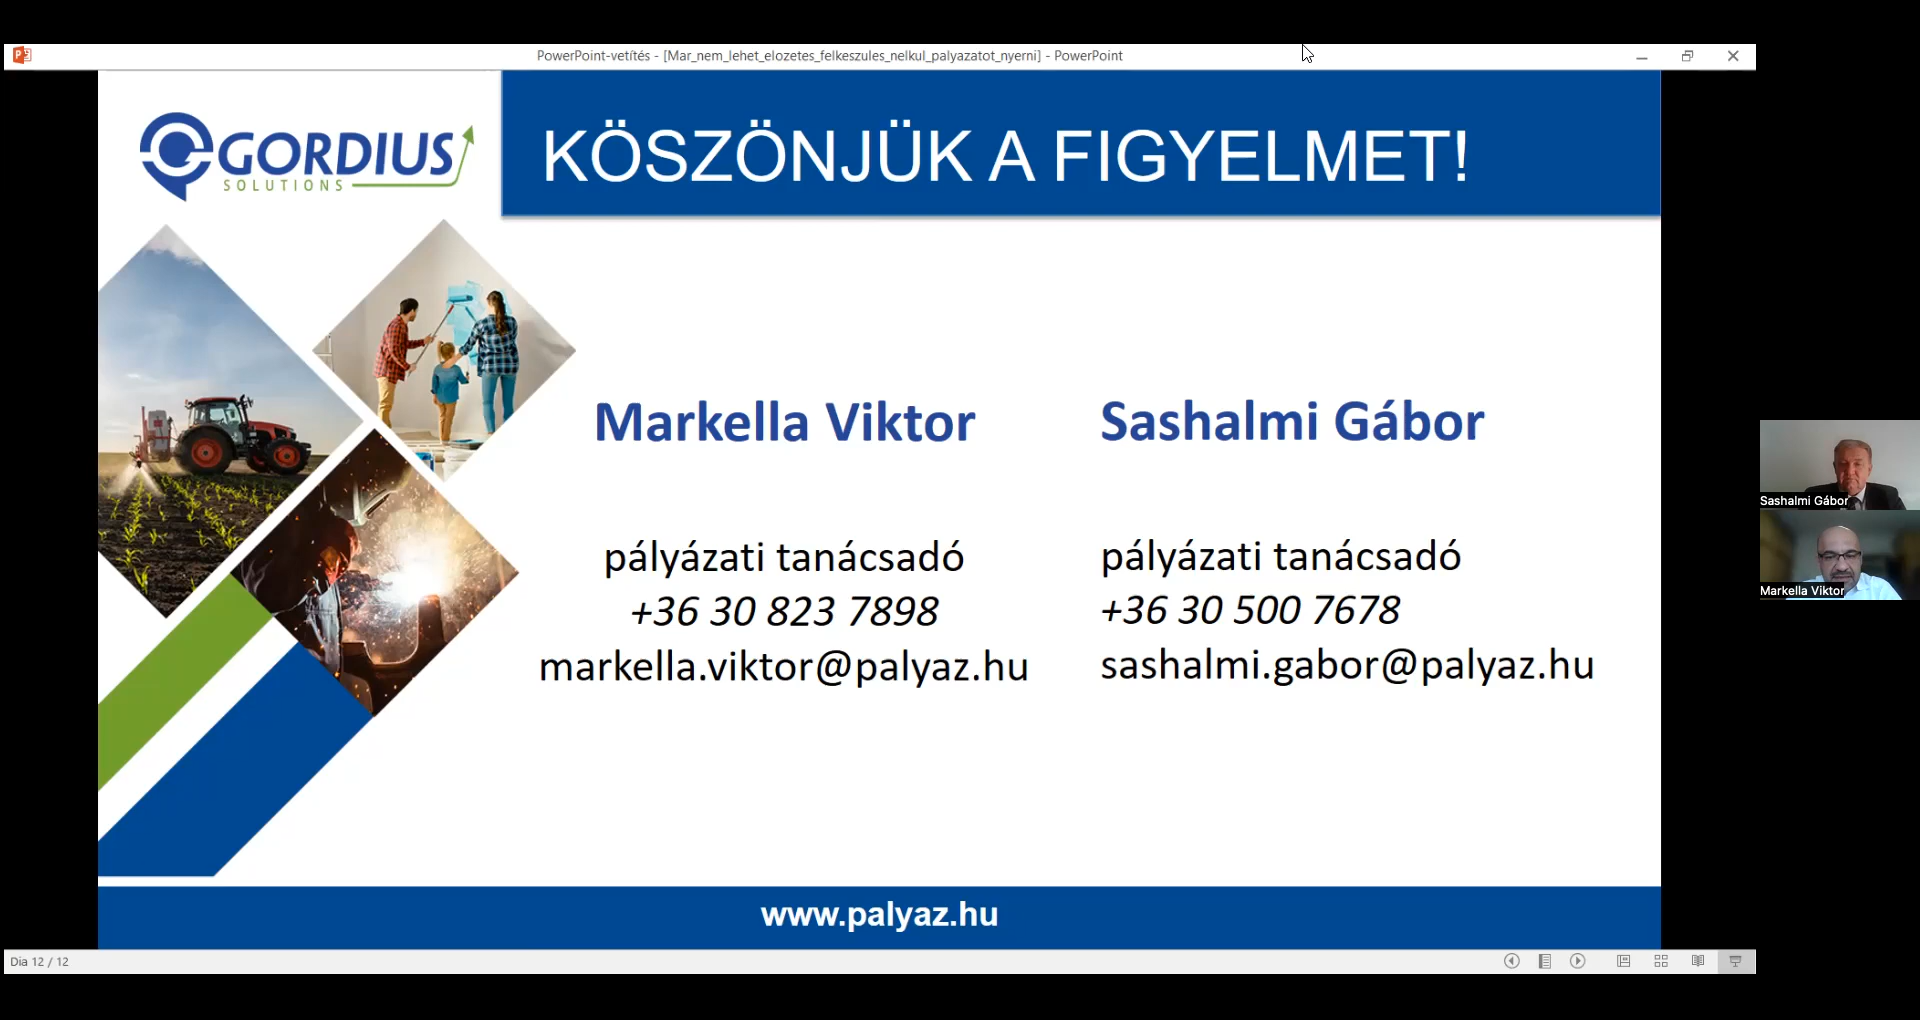 PowerPoint-vetítés - [Mar_nem_lehet_elozetes_felkeszules_nelkul_palyazatot_nyerni] - PowerPoint
GORDIUS
SOLUTIONS
KÖSZÖNJÜK A FIGYELMET!
Markella Viktor
pályázati tanácsadó
+36 30 823 7898
markella.viktor@palyaz.hu
Sashalmi Gábor
pályázati tanácsadó
+36 30 500 7678
sashalmi.gabor@palyaz.hu
Sashalmi Gábor
Markella Viktor
www.palyaz.hu
Dia 12 / 12